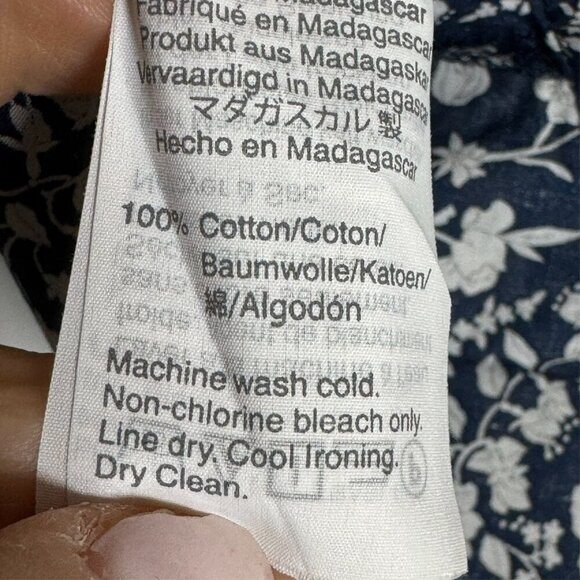 Madagascar
Fabriqué en Madagascar
Produkt aus Madagaskar
Vervaardigd in Madagascar
マダガスカル 製
Hecho en Madagascar
100% Cotton/Coton/
Baumwolle/Katoen/
綿/Algodón
Machine wash cold.
Non-chlorine bleach only.
Line dry. Cool Ironing.
Dry Clean.